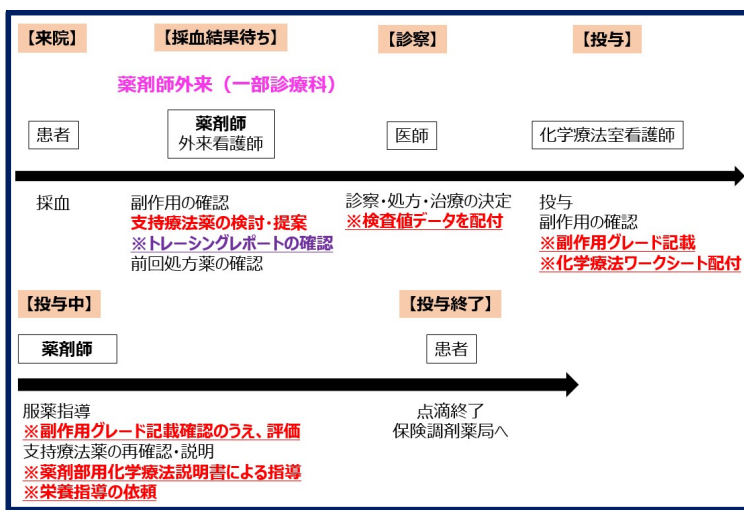 【来院】
【採血結果待ち】
【診察】
【投与】
薬剤師外来（一部診療科）
患者
薬剤師
外来看護師
医師
化学療法室看護師
採血
副作用の確認
支持療法薬の検討・提案
※トレーシングレポートの確認
前回処方薬の確認
診察・処方・治療の決定
※検査値データを配付
投与
副作用の確認
※副作用グレード記載
※化学療法ワークシート配付
【投与中】
【投与終了】
薬剤師
患者
服薬指導
※副作用グレード記載確認のうえ、評価
支持療法薬の再確認・説明
※薬剤部用化学療法説明書による指導
※栄養指導の依頼
点滴終了
保険調剤薬局へ